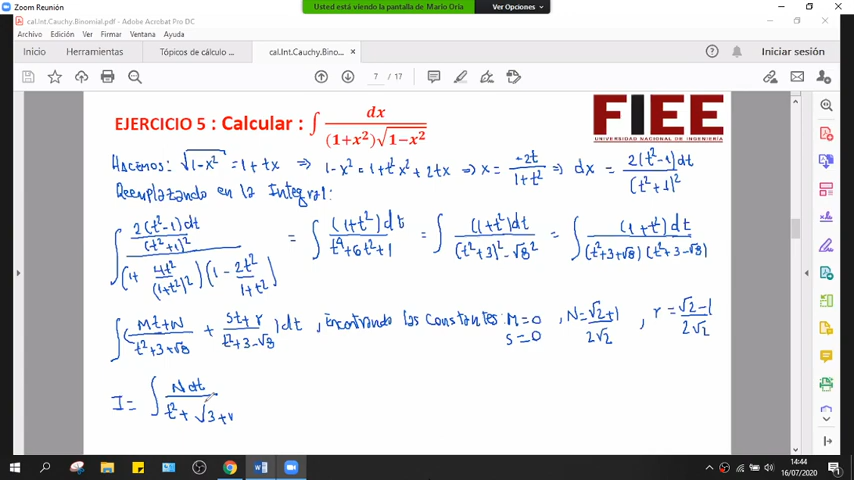 Zoom Reunión
Usted está viendo la pantalla de Mario Oria
Ver Opciones
cal.Int.Cauchy.Binomial.pdf - Adobe Acrobat Pro DC
Archivo Edición Ver Firmar Ventana Ayuda
Inicio Herramientas Tópicos de cálculo ... cal.Int.Cauchy.Bino... × Iniciar sesión
7 / 17
EJERCICIO 5 : Calcular : ∫ dx / (1+x²)√(1−x²)
FIEE
UNIVERSIDAD NACIONAL DE INGENIERIA
Hacemos: √(1-x²) = 1+tx ⇒ 1-x² = 1+t²x²+2tx ⇒ x = -2t/(1+t²) ⇒ dx = 2(t²-1)dt/(t²+1)²
Reemplazando en la Integral:
∫ [2(t²-1)dt/(t²+1)²] / [(1+ 4t²/(1+t²)²)(1- 2t²/(1+t²))] = ∫ (1+t²)dt/(t⁴+6t²+1) = ∫ (1+t²)dt/((t²+3)²-√8²) = ∫ (1+t²)dt/((t²+3+√8)(t²+3-√8))
∫ ((Mt+N)/(t²+3+√8) + (St+r)/(t²+3-√8))dt , Encontrando las Constantes: M=0 , N= (√2+1)/(2√2) , r= (√2-1)/(2√2)
S=0
I= ∫ Ndt/(t²+√3+
14:44
16/07/2020